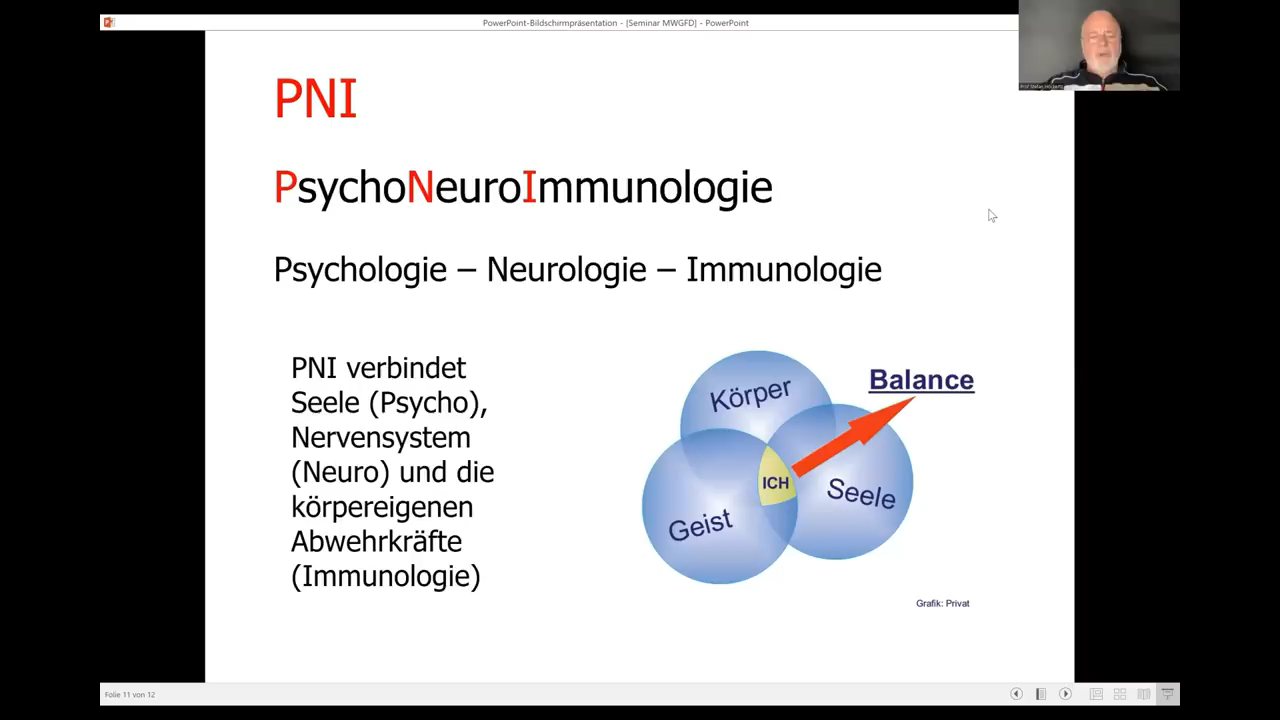 PowerPoint-Bildschirmpräsentation - [Seminar MWGFD] - PowerPoint
PNI
PsychoNeuroImmunologie
Psychologie – Neurologie – Immunologie
PNI verbindet
Seele (Psycho),
Nervensystem
(Neuro) und die
körpereigenen
Abwehrkräfte
(Immunologie)
Balance
Körper
ICH
Seele
Geist
Grafik: Privat
Folie 11 von 12